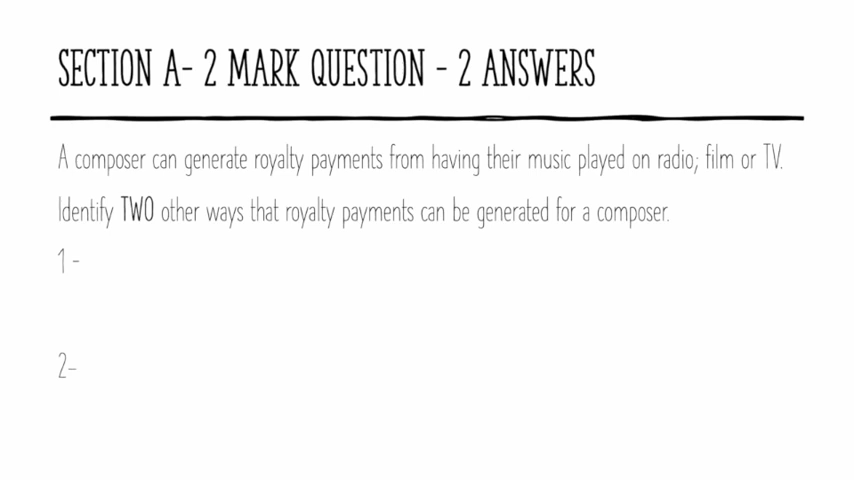 SECTION A- 2 MARK QUESTION - 2 ANSWERS
A composer can generate royalty payments from having their music played on radio; film or TV.
Identify TWO other ways that royalty payments can be generated for a composer.
1 -
2-